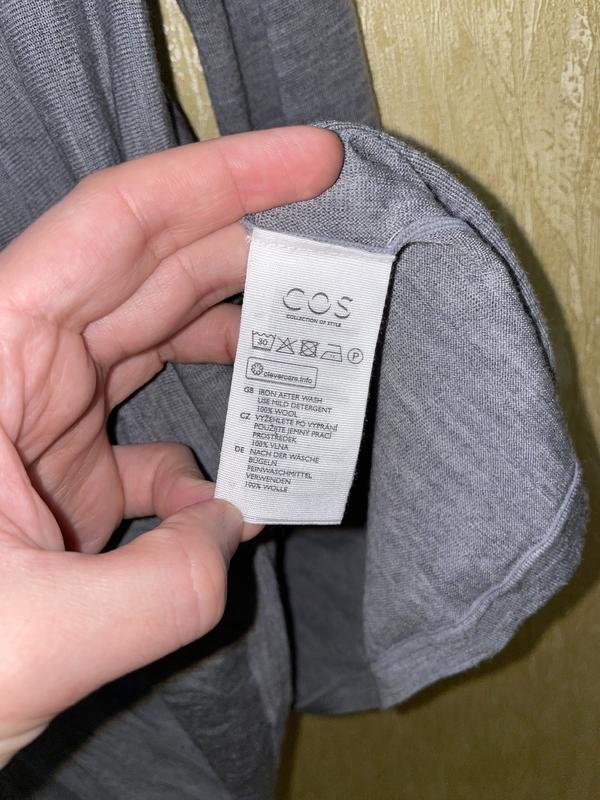 COS
COLLECTION OF STYLE
30 P
clevercare.info
GB IRON AFTER WASH
USE MILD DETERGENT
100% WOOL
CZ VYŽEHLETE PO VYPRÁNÍ
POUŽIJTE JEMNÝ PRACÍ
PROSTŘEDEK
100% VLNA
DE NACH DER WÄSCHE
BÜGELN
FEINWASCHMITTEL
VERWENDEN
100% WOLLE